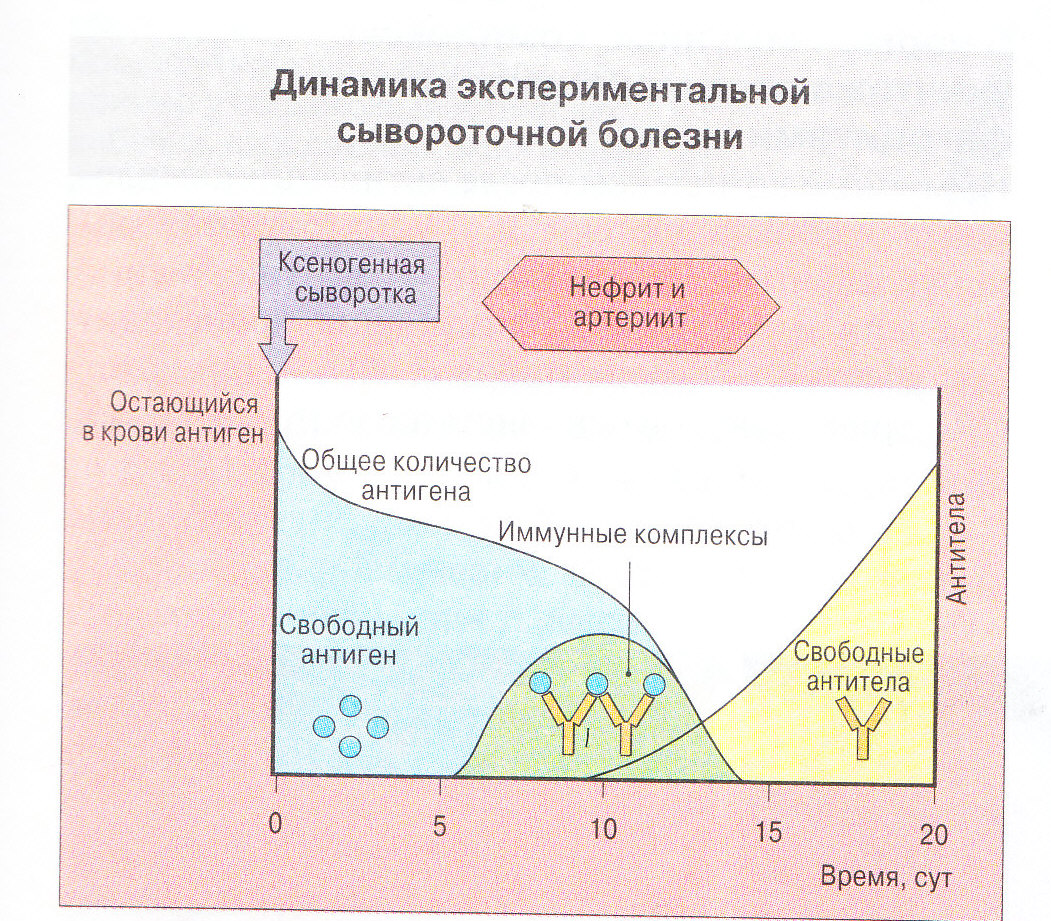 Динамика экспериментальной
сывороточной болезни
Ксеногенная
сыворотка
Нефрит и
артериит
Остающийся
в крови антиген
Общее количество
антигена
Иммунные комплексы
Свободный
антиген
Свободные
антитела
Антитела
0 5 10 15 20
Время, сут